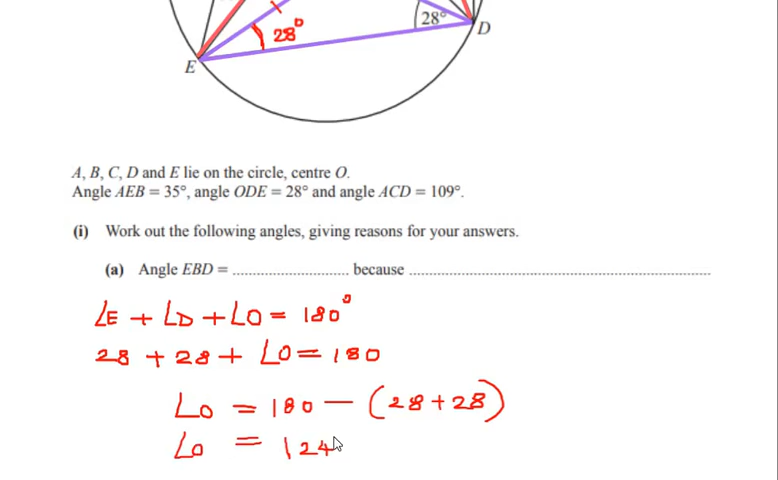 28°
28°
D
E
A, B, C, D and E lie on the circle, centre O.
Angle AEB = 35°, angle ODE = 28° and angle ACD = 109°.
(i) Work out the following angles, giving reasons for your answers.
(a) Angle EBD = .......................... because ....................................................................
∠E + ∠D + ∠O = 180°
28 + 28 + ∠O = 180
∠O = 180 - (28 + 28)
∠O = 124